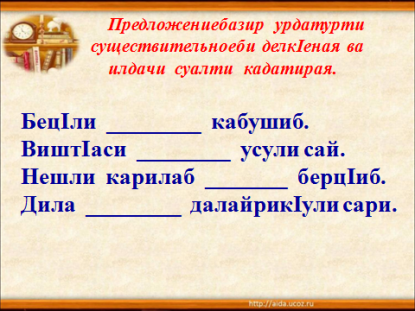 Предложениебазир урдатурти
существительноеби делкIеная ва
илдачи суалти кадатирая.
БецIли ________ кабушиб.
ВиштIаси ________ усули сай.
Нешли карилаб _______ берцIиб.
Дила ________ далайрикIули сари.
http://aida.ucoz.ru